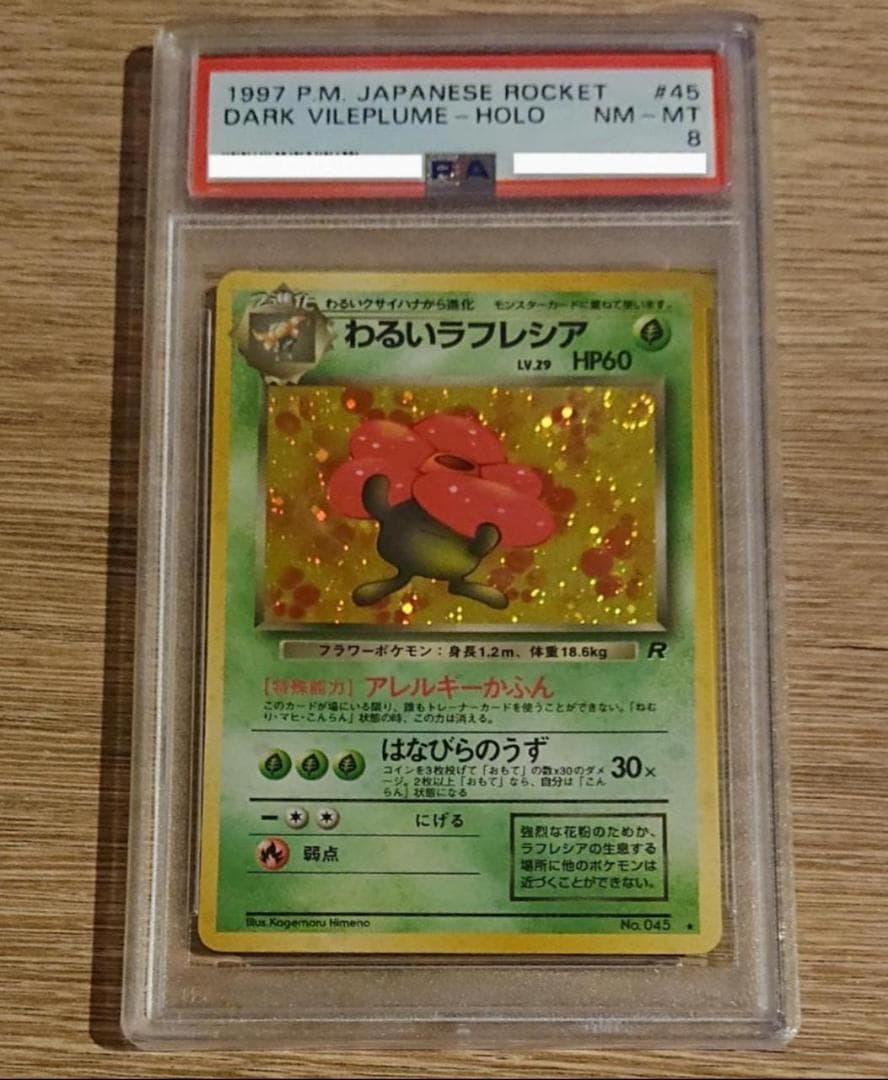 1997 P.M. JAPANESE ROCKET #45
DARK VILEPLUME - HOLO NM - MT
8
PSA
わるいクサイハナから進化 モンスターカードに重ねて使います。
わるいラフレシア
LV.29 HP60
フラワーポケモン：身長1.2m、体重18.6kg R
[特殊能力] アレルギーかふん
このカードが場にいる限り、誰もトレーナーカードを使うことができない。「ねむ
り・マヒ・こんらん」状態の時、この力は消える。
はなびらのうず
コインを3枚投げて「おもて」の数x30のダメ
ージ。2枚以上「おもて」なら、自分は「こん
らん」状態になる
30×
にげる
弱点
強烈な花粉のためか、
ラフレシアの生息する
場所に他のポケモンは
近づくことができない。
Illus. Kagemaru Himeno No. 045 ★